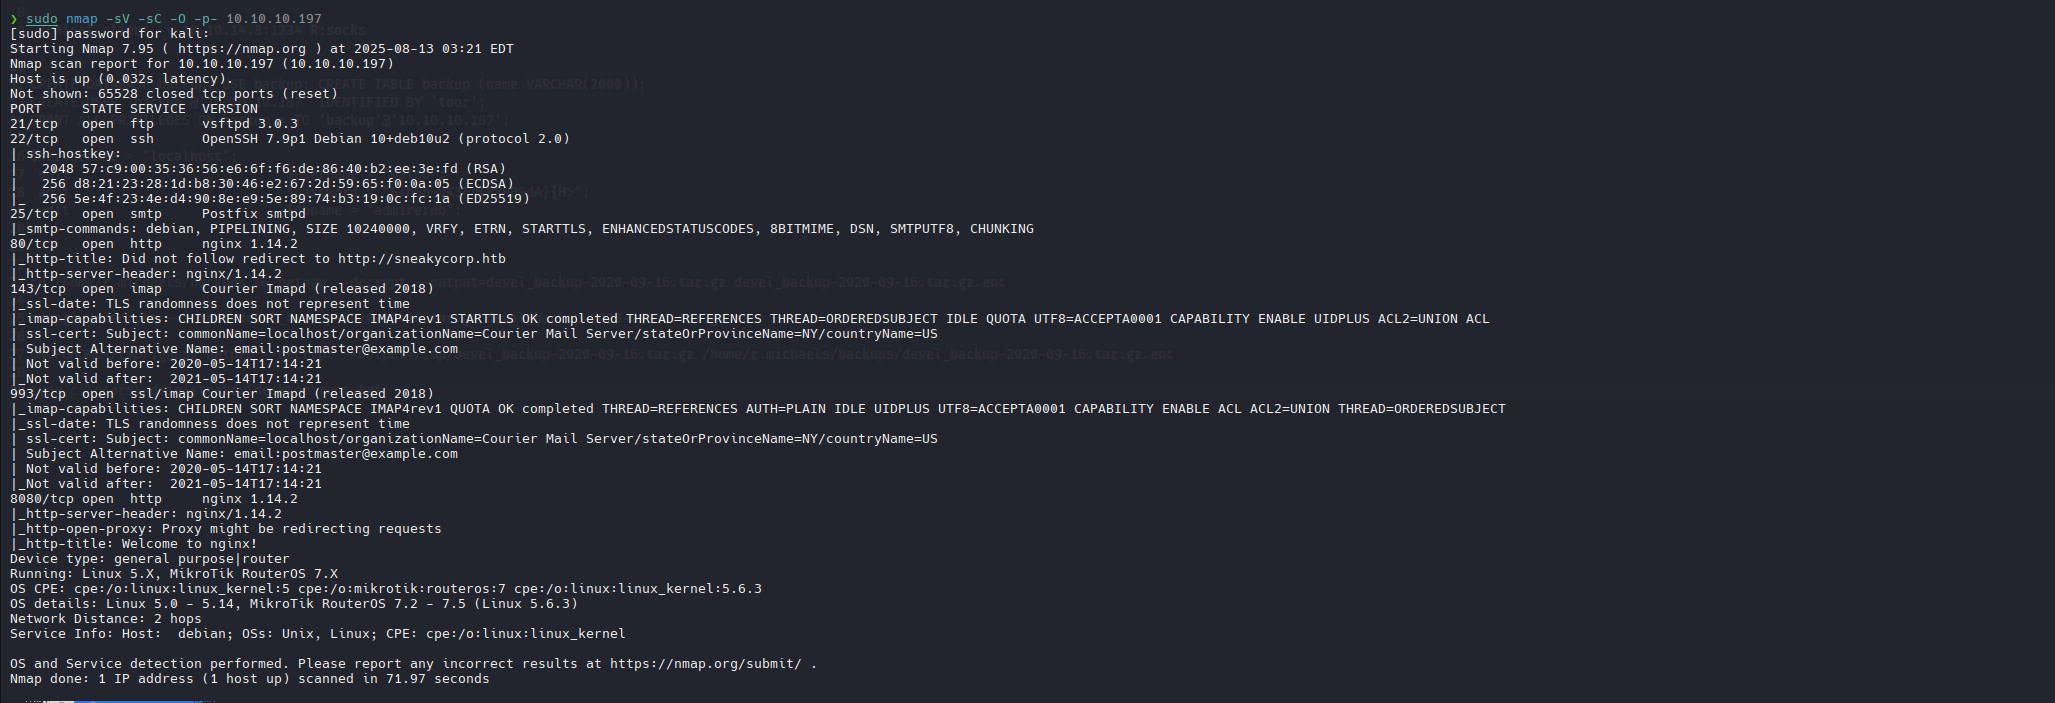 ❯ sudo nmap -sV -sC -O -p- 10.10.10.197
[sudo] password for kali:
Starting Nmap 7.95 ( https://nmap.org ) at 2025-08-13 03:21 EDT
Nmap scan report for 10.10.10.197 (10.10.10.197)
Host is up (0.032s latency).
Not shown: 65528 closed tcp ports (reset)
PORT     STATE SERVICE  VERSION
21/tcp   open  ftp      vsftpd 3.0.3
22/tcp   open  ssh      OpenSSH 7.9p1 Debian 10+deb10u2 (protocol 2.0)
| ssh-hostkey:
|   2048 57:c9:00:35:36:56:e6:6f:f6:de:86:40:b2:ee:3e:fd (RSA)
|   256 d8:21:23:28:1d:b8:30:46:e2:67:2d:59:65:f0:0a:05 (ECDSA)
|_  256 5e:4f:23:4e:d4:90:8e:e9:5e:89:74:b3:19:0c:fc:1a (ED25519)
25/tcp   open  smtp     Postfix smtpd
|_smtp-commands: debian, PIPELINING, SIZE 10240000, VRFY, ETRN, STARTTLS, ENHANCEDSTATUSCODES, 8BITMIME, DSN, SMTPUTF8, CHUNKING
80/tcp   open  http     nginx 1.14.2
|_http-title: Did not follow redirect to http://sneakycorp.htb
|_http-server-header: nginx/1.14.2
143/tcp  open  imap     Courier Imapd (released 2018)
|_ssl-date: TLS randomness does not represent time
|_imap-capabilities: CHILDREN SORT NAMESPACE IMAP4rev1 STARTTLS OK completed THREAD=REFERENCES THREAD=ORDEREDSUBJECT IDLE QUOTA UTF8=ACCEPTA0001 CAPABILITY ENABLE UIDPLUS ACL2=UNION ACL
| ssl-cert: Subject: commonName=localhost/organizationName=Courier Mail Server/stateOrProvinceName=NY/countryName=US
| Subject Alternative Name: email:postmaster@example.com
| Not valid before: 2020-05-14T17:14:21
|_Not valid after:  2021-05-14T17:14:21
993/tcp  open  ssl/imap Courier Imapd (released 2018)
|_imap-capabilities: CHILDREN SORT NAMESPACE IMAP4rev1 QUOTA OK completed THREAD=REFERENCES AUTH=PLAIN IDLE UIDPLUS UTF8=ACCEPTA0001 CAPABILITY ENABLE ACL ACL2=UNION THREAD=ORDEREDSUBJECT
|_ssl-date: TLS randomness does not represent time
| ssl-cert: Subject: commonName=localhost/organizationName=Courier Mail Server/stateOrProvinceName=NY/countryName=US
| Subject Alternative Name: email:postmaster@example.com
| Not valid before: 2020-05-14T17:14:21
|_Not valid after:  2021-05-14T17:14:21
8080/tcp open  http     nginx 1.14.2
|_http-server-header: nginx/1.14.2
|_http-open-proxy: Proxy might be redirecting requests
|_http-title: Welcome to nginx!
Device type: general purpose|router
Running: Linux 5.X, MikroTik RouterOS 7.X
OS CPE: cpe:/o:linux:linux_kernel:5 cpe:/o:mikrotik:routeros:7 cpe:/o:linux:linux_kernel:5.6.3
OS details: Linux 5.0 - 5.14, MikroTik RouterOS 7.2 - 7.5 (Linux 5.6.3)
Network Distance: 2 hops
Service Info: Host:  debian; OSs: Unix, Linux; CPE: cpe:/o:linux:linux_kernel
OS and Service detection performed. Please report any incorrect results at https://nmap.org/submit/ .
Nmap done: 1 IP address (1 host up) scanned in 71.97 seconds